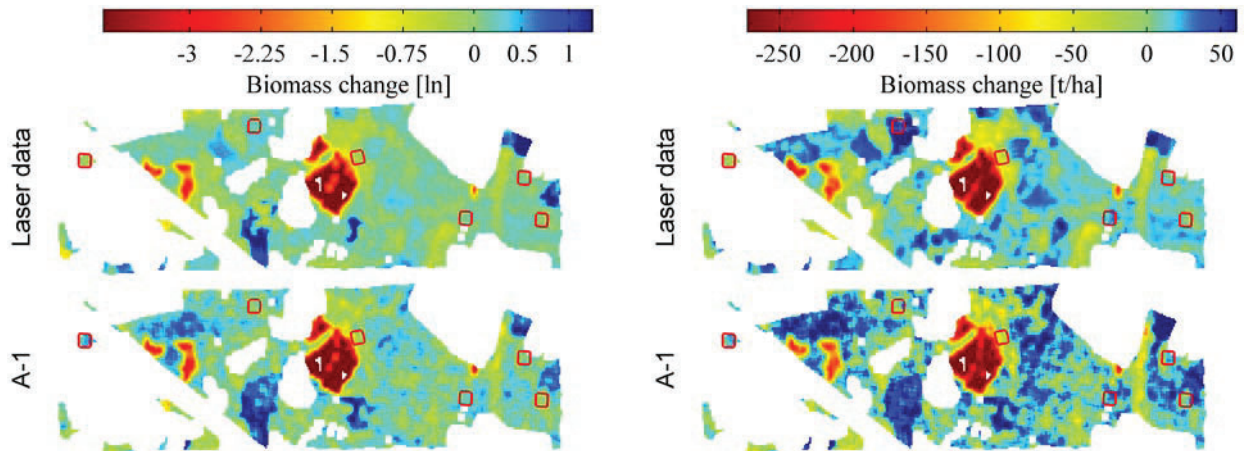 -3 -2.25 -1.5 -0.75 0 0.5 1
Biomass change [ln]
-250 -200 -150 -100 -50 0 50
Biomass change [t/ha]
Laser data
1
Laser data
1
A-1
1
A-1
1